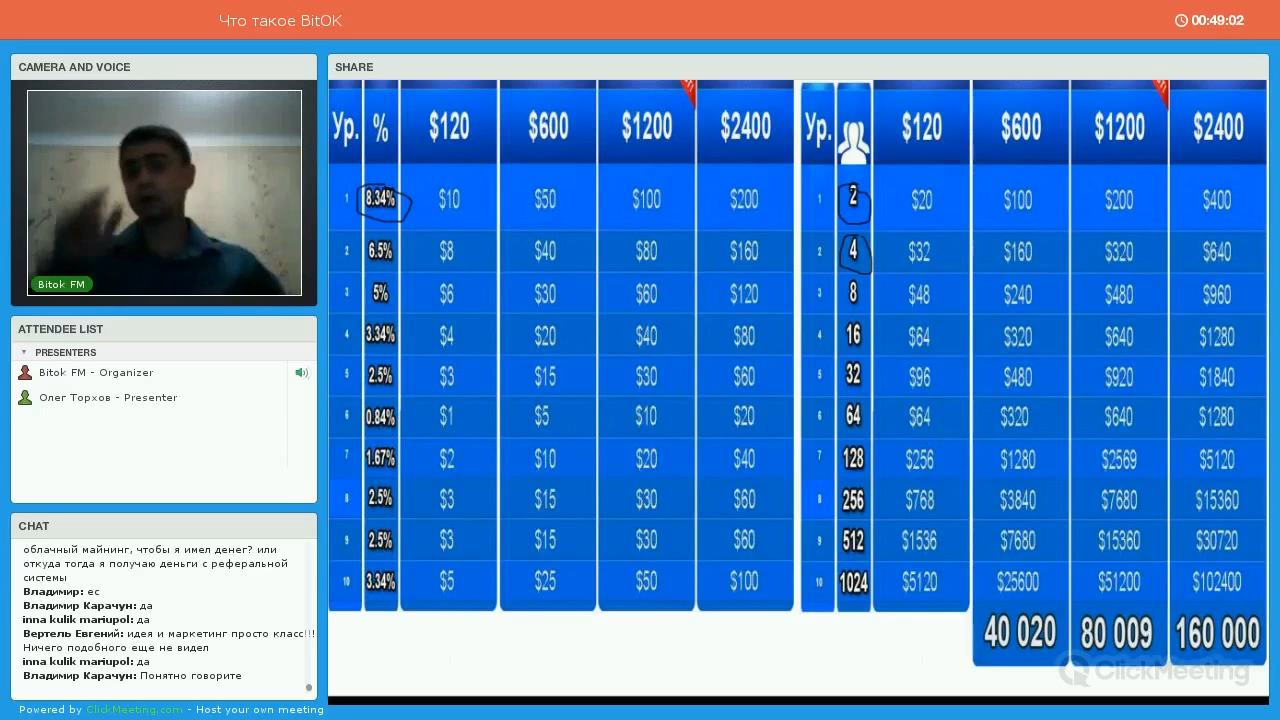 Что такое BitOK
00:49:02
CAMERA AND VOICE
Bitok FM
ATTENDEE LIST
PRESENTERS
Bitok FM - Organizer
Олег Торхов - Presenter
CHAT
облачный майнинг, чтобы я имел денег? или
откуда тогда я получаю деньги с реферальной
системы
Владимир: ес
Владимир Карачун: да
inna kulik mariupol: да
Вертель Евгений: идея и маркетинг просто класс!!!
Ничего подобного еще не видел
inna kulik mariupol: да
Владимир Карачун: Понятно говорите
SHARE
Ур. % $120 $600 $1200 $2400
1 8.34% $10 $50 $100 $200
2 6.5% $8 $40 $80 $160
3 5% $6 $30 $60 $120
4 3.34% $4 $20 $40 $80
5 2.5% $3 $15 $30 $60
6 0.84% $1 $5 $10 $20
7 1.67% $2 $10 $20 $40
8 2.5% $3 $15 $30 $60
9 2.5% $3 $15 $30 $60
10 3.34% $5 $25 $50 $100
Ур. $120 $600 $1200 $2400
1 2 $20 $100 $200 $400
2 4 $32 $160 $320 $640
3 8 $48 $240 $480 $960
4 16 $64 $320 $640 $1280
5 32 $96 $480 $920 $1840
6 64 $64 $320 $640 $1280
7 128 $256 $1280 $2569 $5120
8 256 $768 $3840 $7680 $15360
9 512 $1536 $7680 $15360 $30720
10 1024 $5120 $25600 $51200 $102400
40 020 80 009 160 000
ClickMeeting
Powered by ClickMeeting.com - Host your own meeting